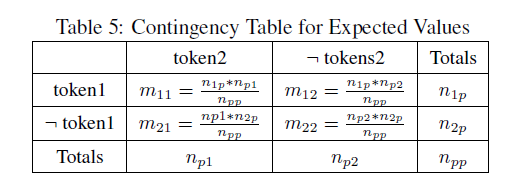 Table 5: Contingency Table for Expected Values
token2 ¬ tokens2 Totals
token1 m₁₁ = n₁ₚ*nₚ₁/nₚₚ m₁₂ = n₁ₚ*nₚ₂/nₚₚ n₁ₚ
¬ token1 m₂₁ = np1*n₂ₚ/nₚₚ m₂₂ = nₚ₂*n₂ₚ/nₚₚ n₂ₚ
Totals nₚ₁ nₚ₂ nₚₚ